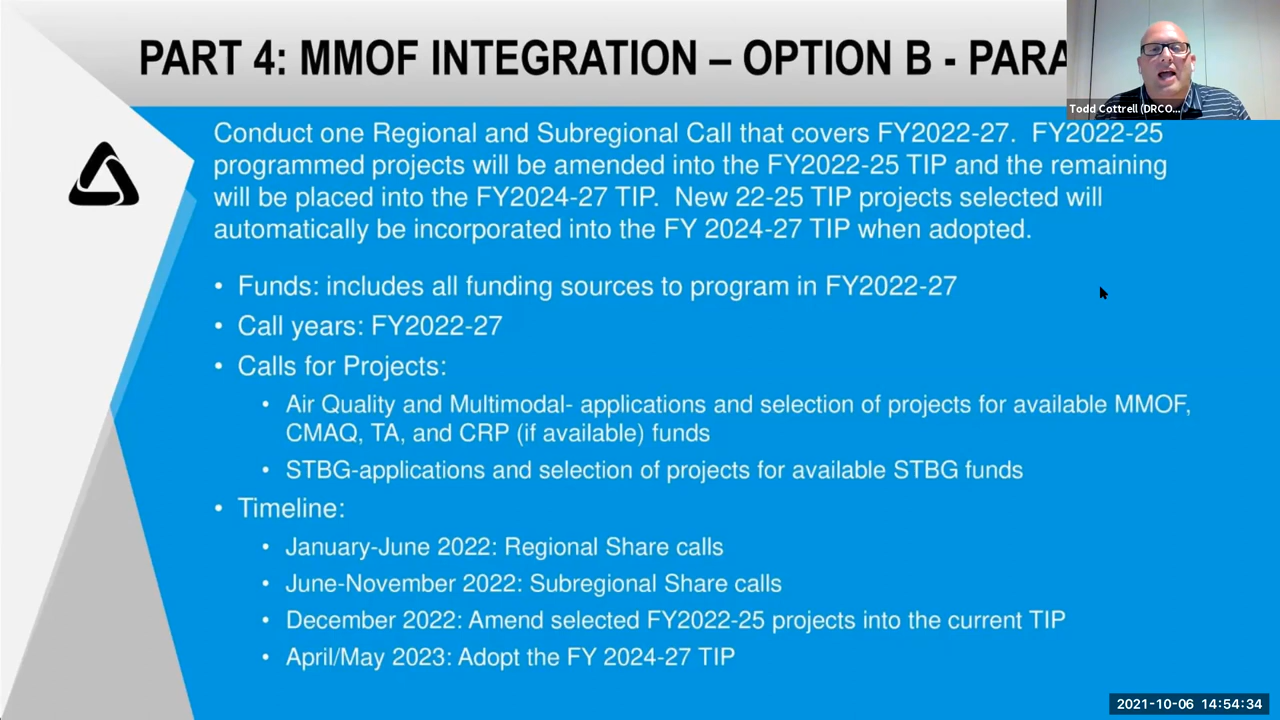 PART 4: MMOF INTEGRATION – OPTION B - PARA
Todd Cottrell (DRCO...
Conduct one Regional and Subregional Call that covers FY2022-27.  FY2022-25
programmed projects will be amended into the FY2022-25 TIP and the remaining
will be placed into the FY2024-27 TIP.  New 22-25 TIP projects selected will
automatically be incorporated into the FY 2024-27 TIP when adopted.
• Funds: includes all funding sources to program in FY2022-27
• Call years: FY2022-27
• Calls for Projects:
• Air Quality and Multimodal- applications and selection of projects for available MMOF,
CMAQ, TA, and CRP (if available) funds
• STBG-applications and selection of projects for available STBG funds
• Timeline:
• January-June 2022: Regional Share calls
• June-November 2022: Subregional Share calls
• December 2022: Amend selected FY2022-25 projects into the current TIP
• April/May 2023: Adopt the FY 2024-27 TIP
2021-10-06 14:54:34